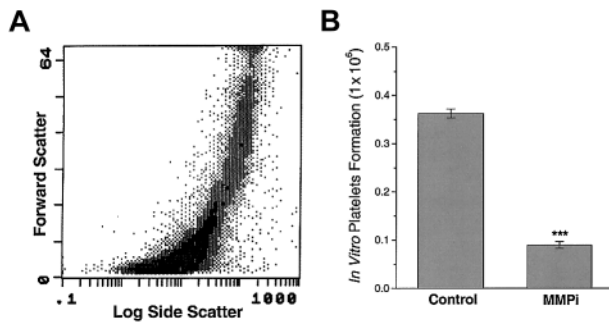 A
64
Forward Scatter
0
.1
1000
Log Side Scatter
B
In Vitro Platelets Formation (1 x 10⁶)
0.5
0.4
0.3
0.2
0.1
0.0
***
Control
MMPi